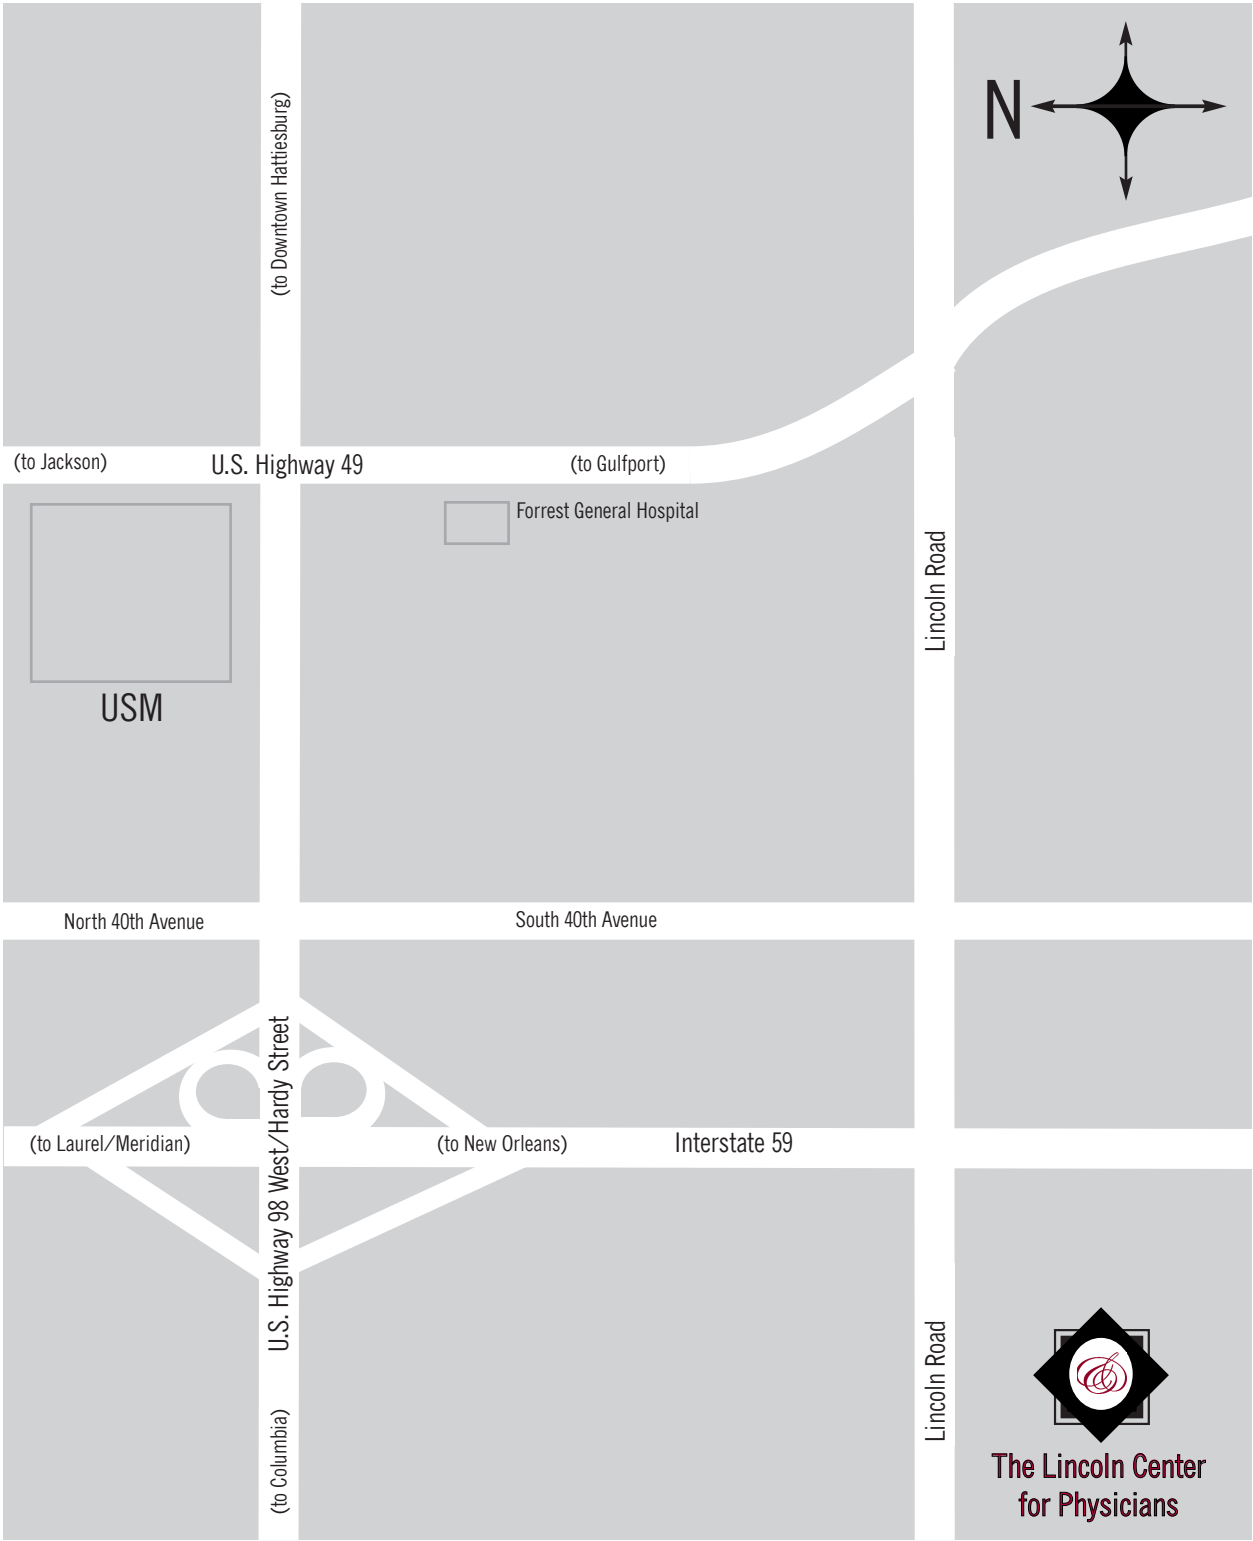 (to Downtown Hattiesburg)
N
(to Jackson)
U.S. Highway 49
(to Gulfport)
Forrest General Hospital
Lincoln Road
USM
North 40th Avenue
South 40th Avenue
U.S. Highway 98 West/Hardy Street
(to Laurel/Meridian)
(to New Orleans)
Interstate 59
(to Columbia)
Lincoln Road
The Lincoln Center
for Physicians